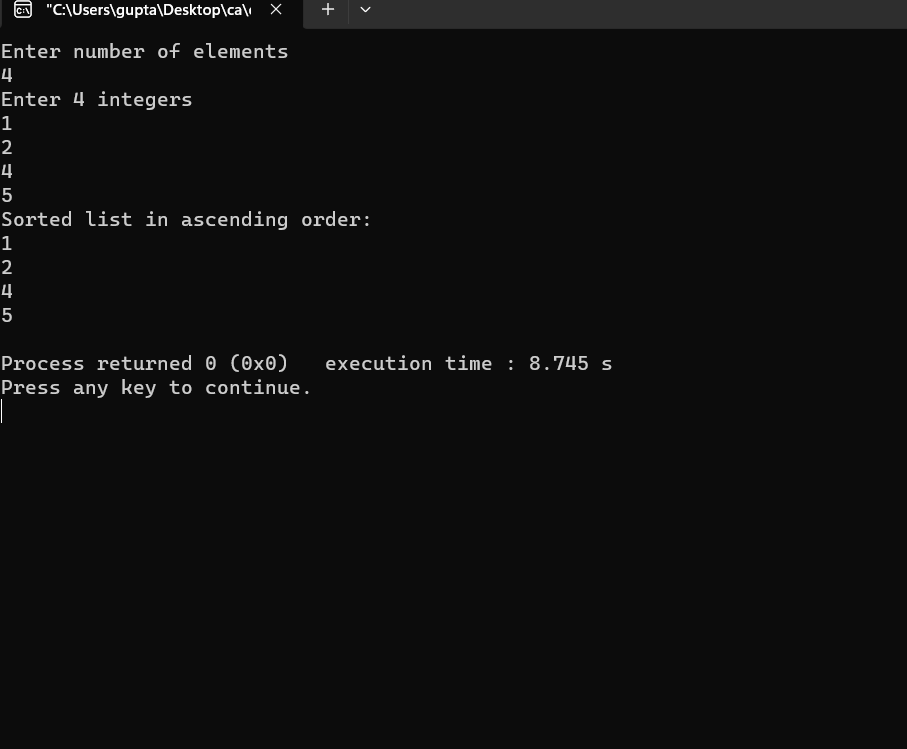 "C:\Users\gupta\Desktop\ca\
Enter number of elements
4
Enter 4 integers
1
2
4
5
Sorted list in ascending order:
1
2
4
5
Process returned 0 (0x0)   execution time : 8.745 s
Press any key to continue.